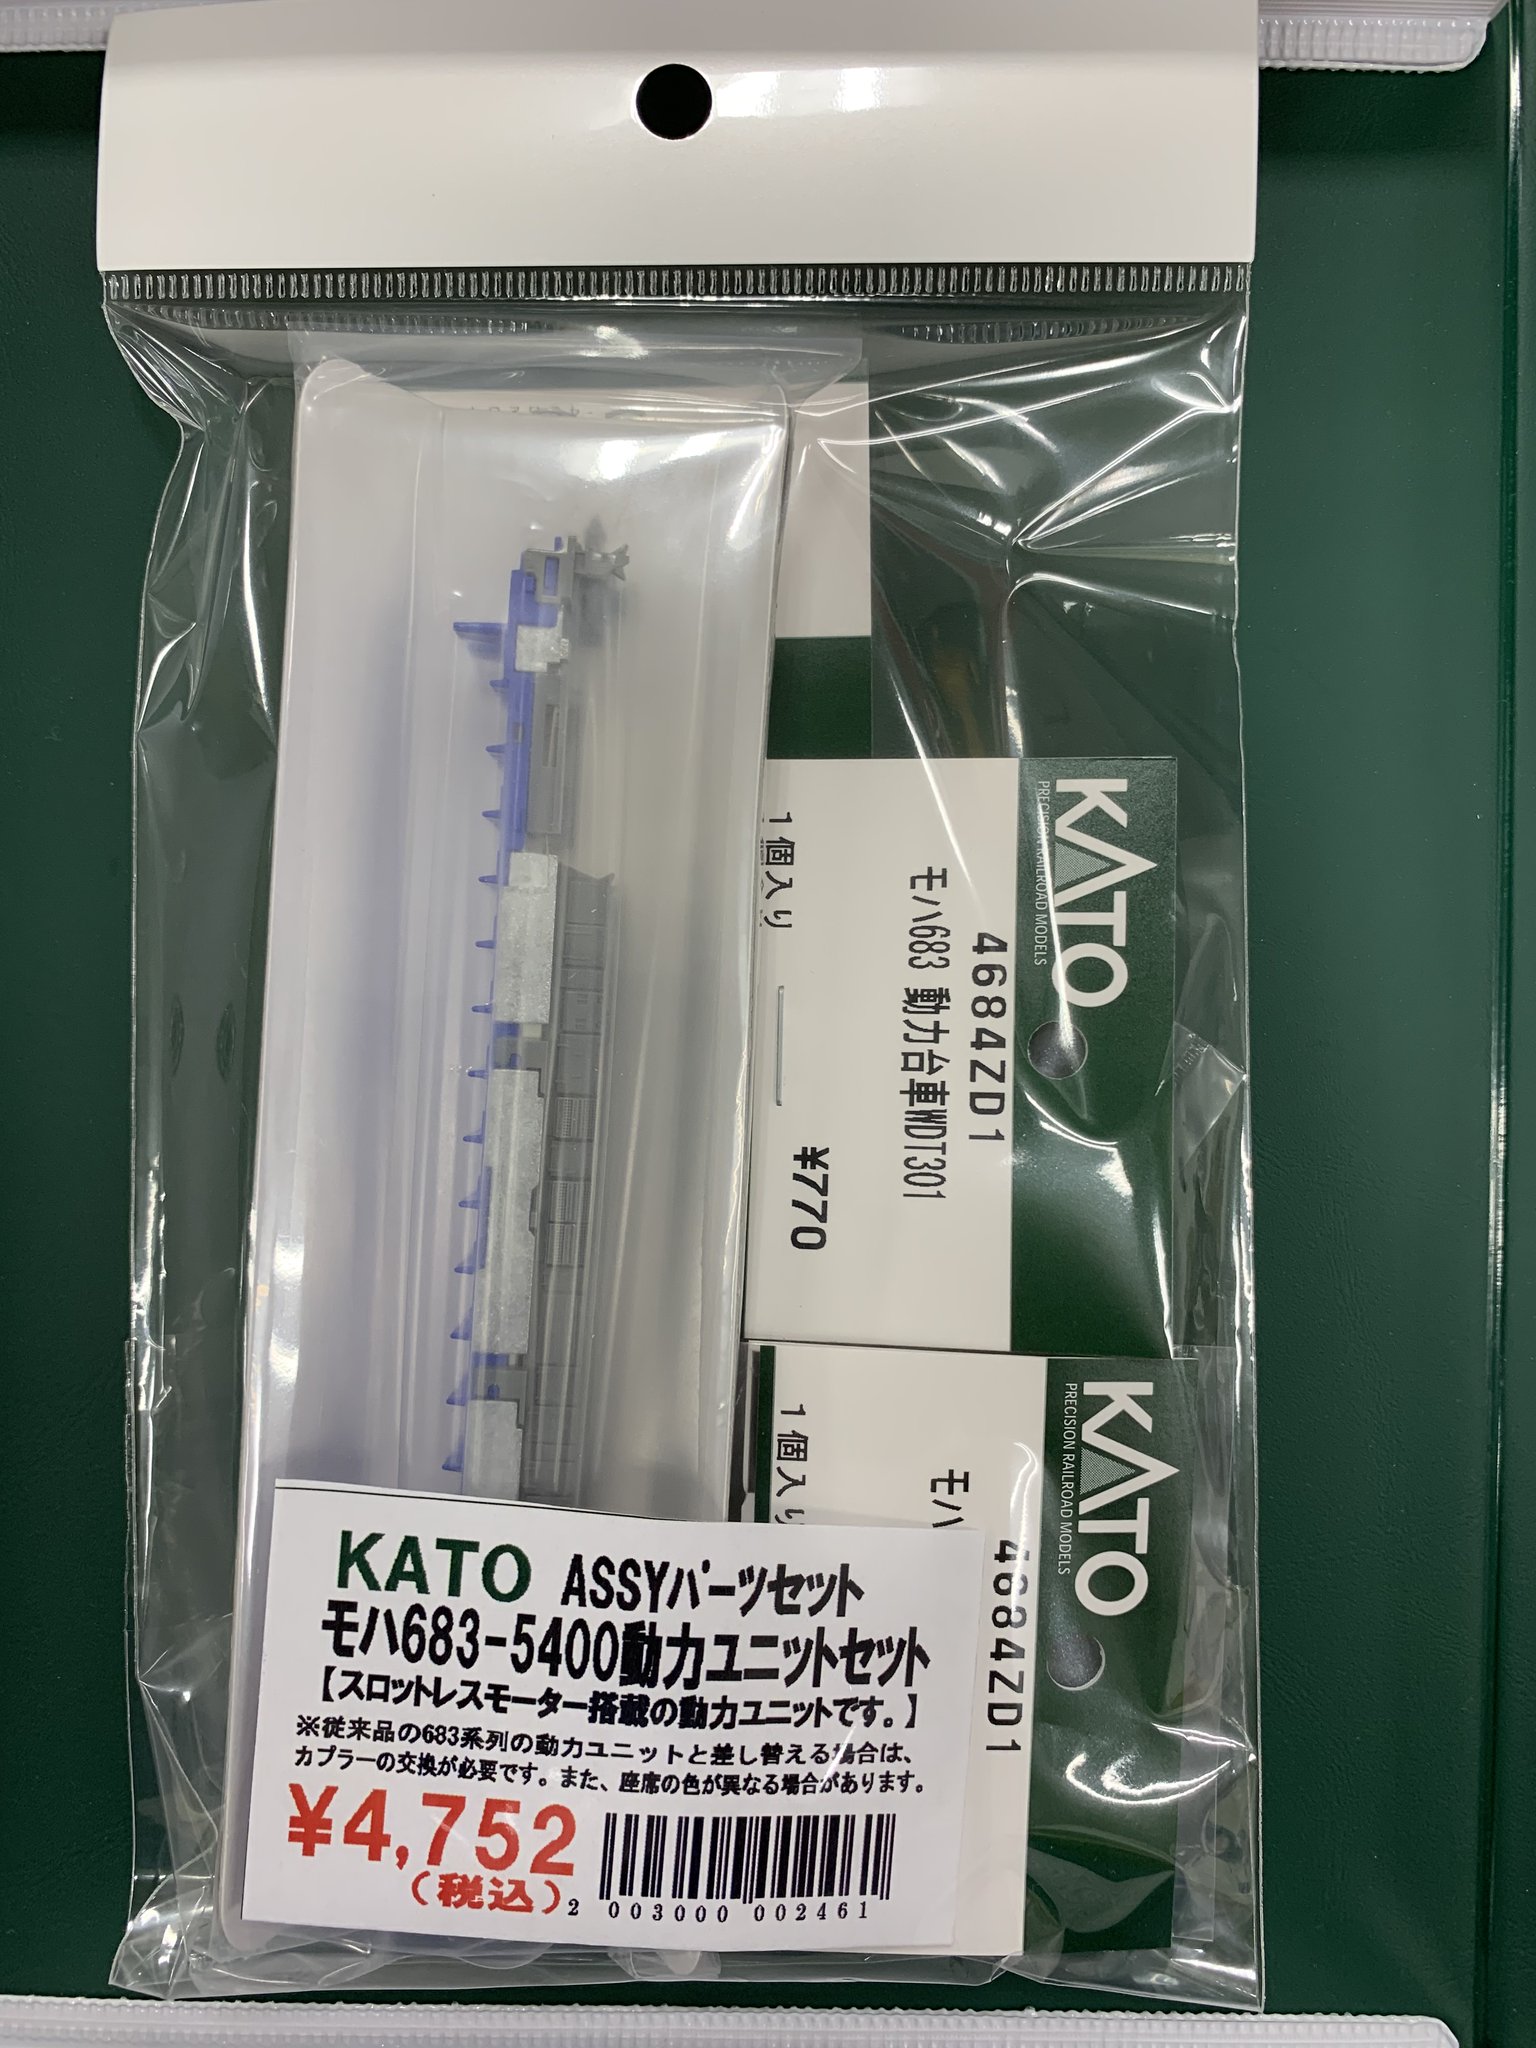 KATO
PRECISION RAILROAD MODELS
4684ZD1
モハ683 動力台車WDT301
1個入り
¥770
KATO
PRECISION RAILROAD MODELS
4684ZD1
モハ
1個入り
KATO ASSYパーツセット
モハ683-5400動力ユニットセット
【スロットレスモーター搭載の動力ユニットです。】
※従来品の683系列の動力ユニットと差し替える場合は、
カプラーの交換が必要です。また、座席の色が異なる場合があります。
¥4,752
(税込)
2 003000 002461